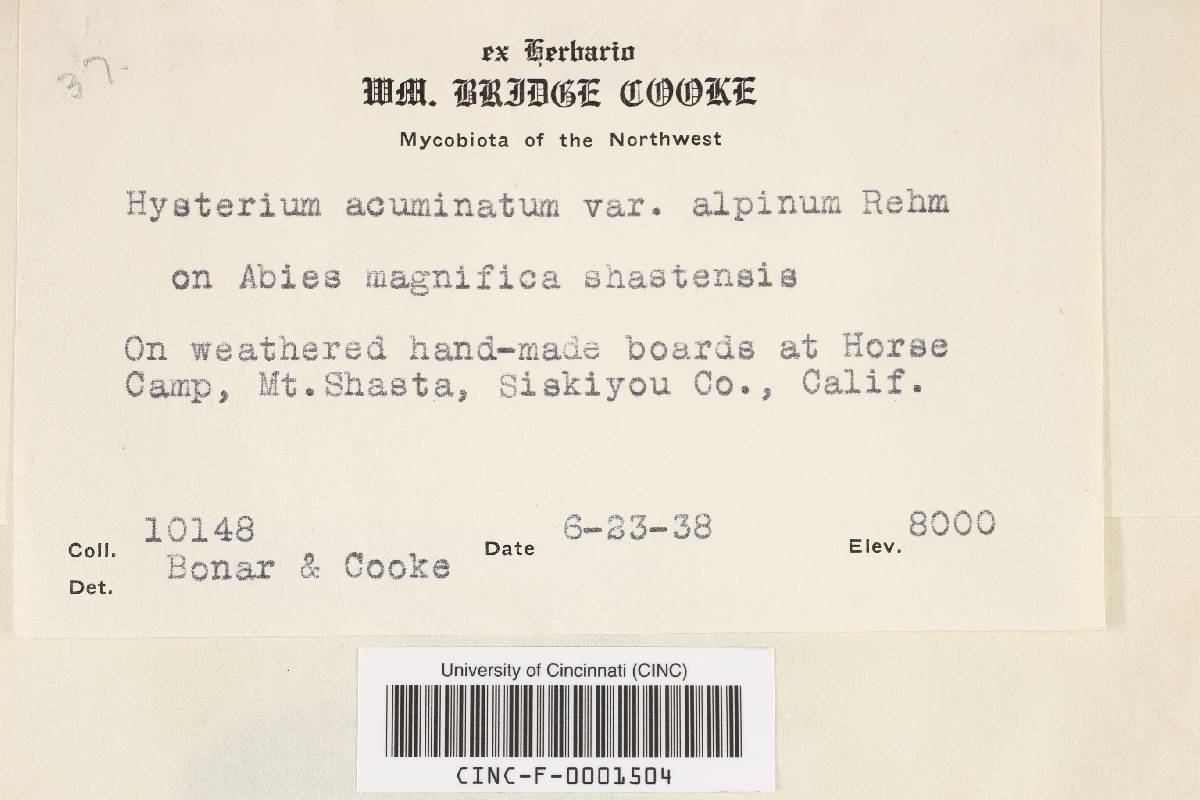 37.
ex Herbario
WM. BRIDGE COOKE
Mycobiota of the Northwest
Hysterium acuminatum var. alpinum Rehm
on Abies magnifica shastensis
On weathered hand-made boards at Horse
Camp, Mt.Shasta, Siskiyou Co., Calif.
Coll. 10148 Date 6-23-38 Elev. 8000
Bonar & Cooke
Det.
University of Cincinnati (CINC)
CINC-F-0001504